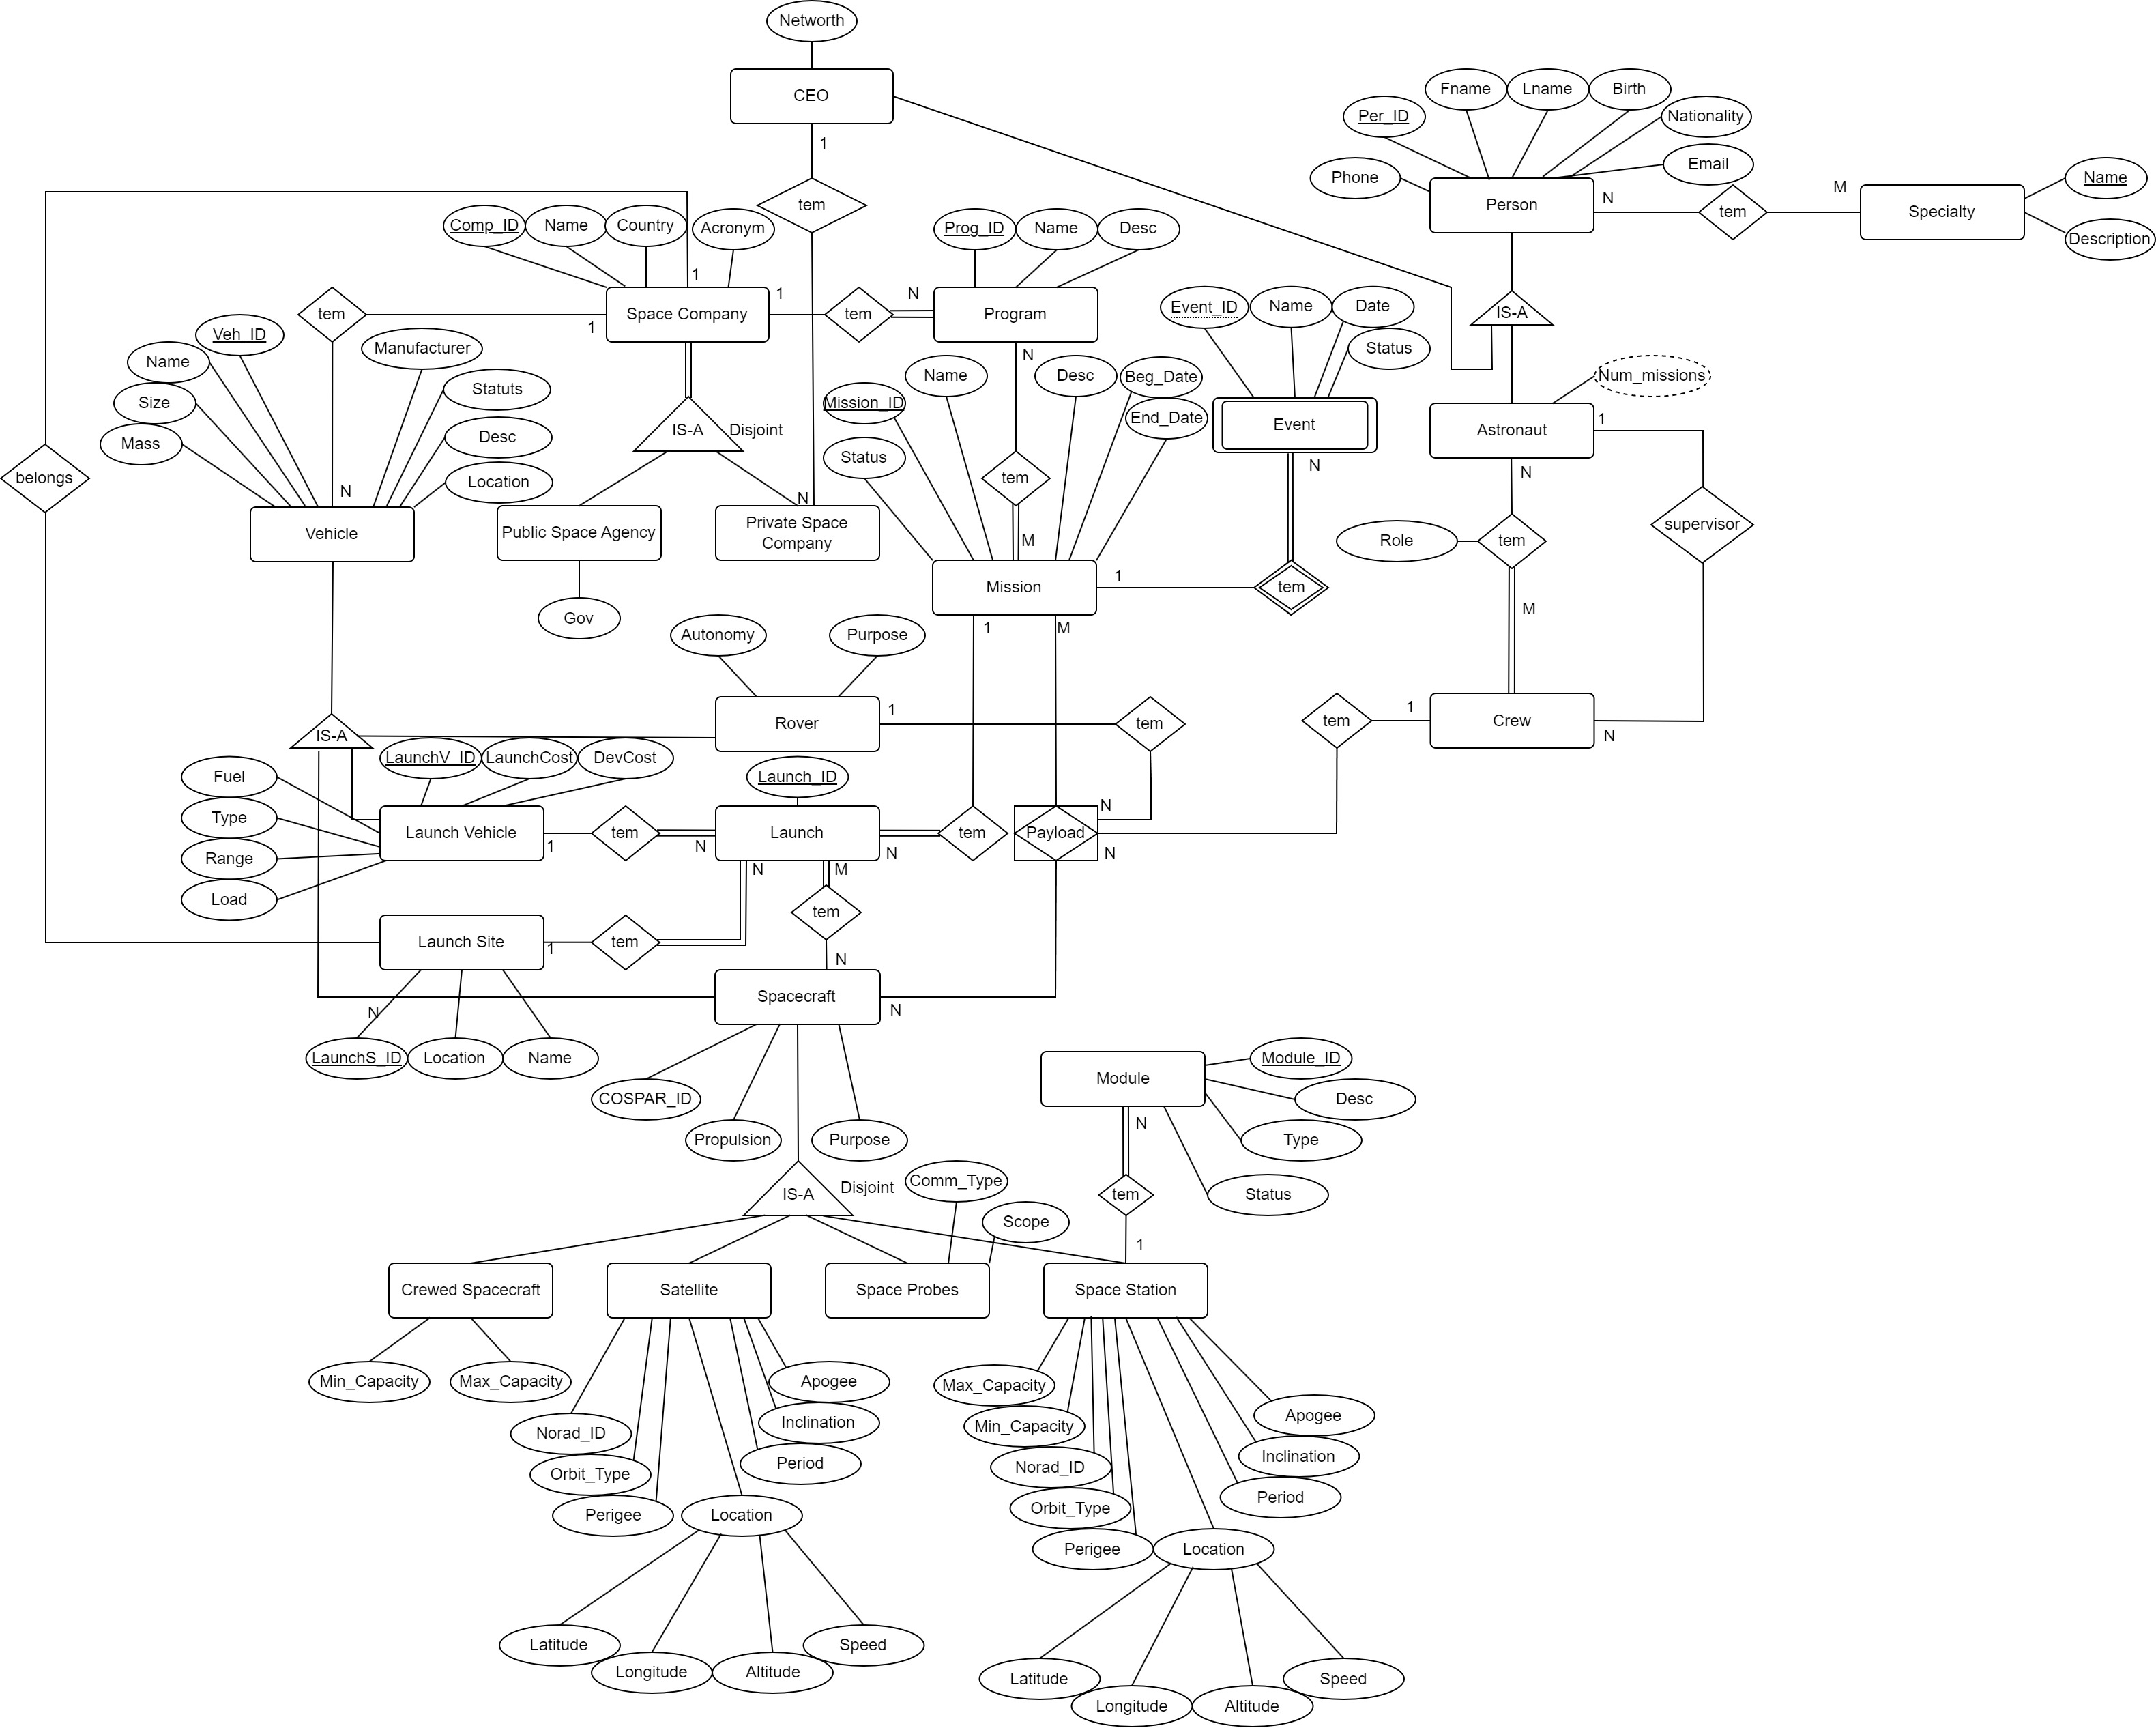 Networth
CEO
1
tem
Fname
Lname
Birth
Per_ID
Nationality
Email
Phone
Person
N
tem
M
Specialty
Name
Description
Comp_ID
Name
Country
Acronym
Prog_ID
Name
Desc
1
Space Company
1
1
tem
N
Program
N
tem
N
Event_ID
Name
Date
Status
IS-A
Veh_ID
Manufacturer
Name
Statuts
Size
Desc
Mass
Location
Vehicle
IS-A
Disjoint
Mission_ID
Name
Desc
Beg_Date
End_Date
Status
Event
N
Num_missions
Astronaut
1
N
belongs
Public Space Agency
N
Private Space
Company
Gov
tem
M
Mission
1
tem
1
M
Role
tem
M
supervisor
Autonomy
Purpose
Rover
1
tem
tem
1
Crew
N
IS-A
LaunchV_ID
LaunchCost
DevCost
Fuel
Type
Range
Load
Launch Vehicle
1
tem
N
Launch_ID
Launch
N
tem
Payload
N
N
N
M
tem
N
Launch Site
1
tem
N
LaunchS_ID
Location
Name
Spacecraft
N
COSPAR_ID
Propulsion
Purpose
Module
Module_ID
Desc
Type
Status
N
tem
1
IS-A
Disjoint
Comm_Type
Scope
Crewed Spacecraft
Satellite
Space Probes
Space Station
Min_Capacity
Max_Capacity
Norad_ID
Orbit_Type
Perigee
Location
Apogee
Inclination
Period
Latitude
Longitude
Altitude
Speed
Max_Capacity
Min_Capacity
Norad_ID
Orbit_Type
Perigee
Location
Apogee
Inclination
Period
Latitude
Longitude
Altitude
Speed